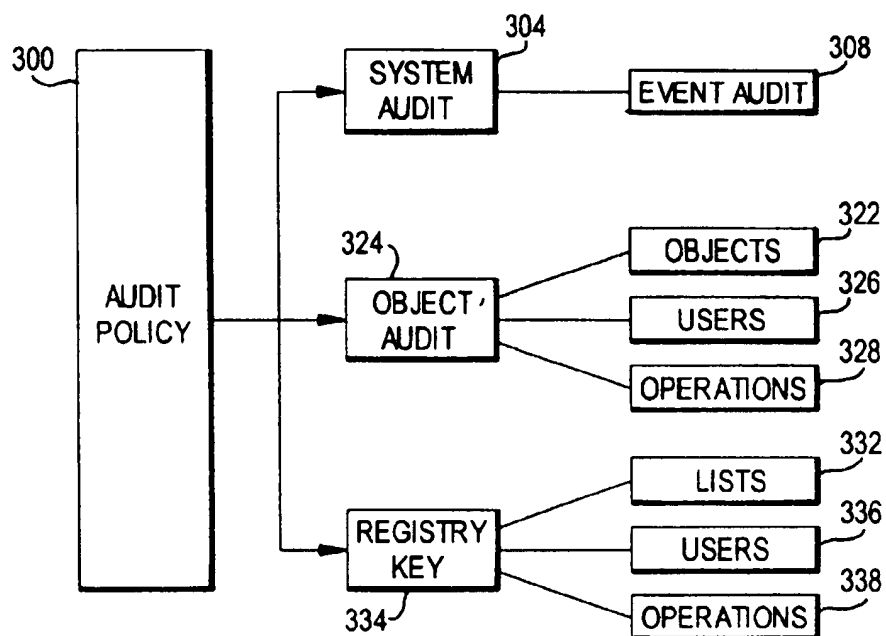 300
AUDIT
POLICY
304
SYSTEM
AUDIT
308
EVENT AUDIT
324
OBJECT
AUDIT
322
OBJECTS
326
USERS
328
OPERATIONS
REGISTRY
KEY
334
332
LISTS
336
USERS
338
OPERATIONS